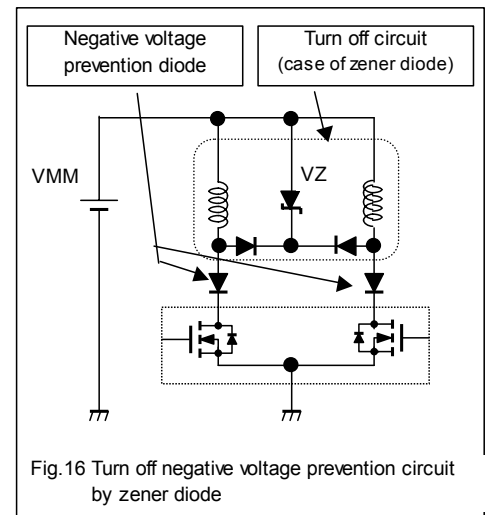 Negative voltage
prevention diode
Turn off circuit
(case of zener diode)
VMM
VZ
Fig.16 Turn off negative voltage prevention circuit
by zener diode